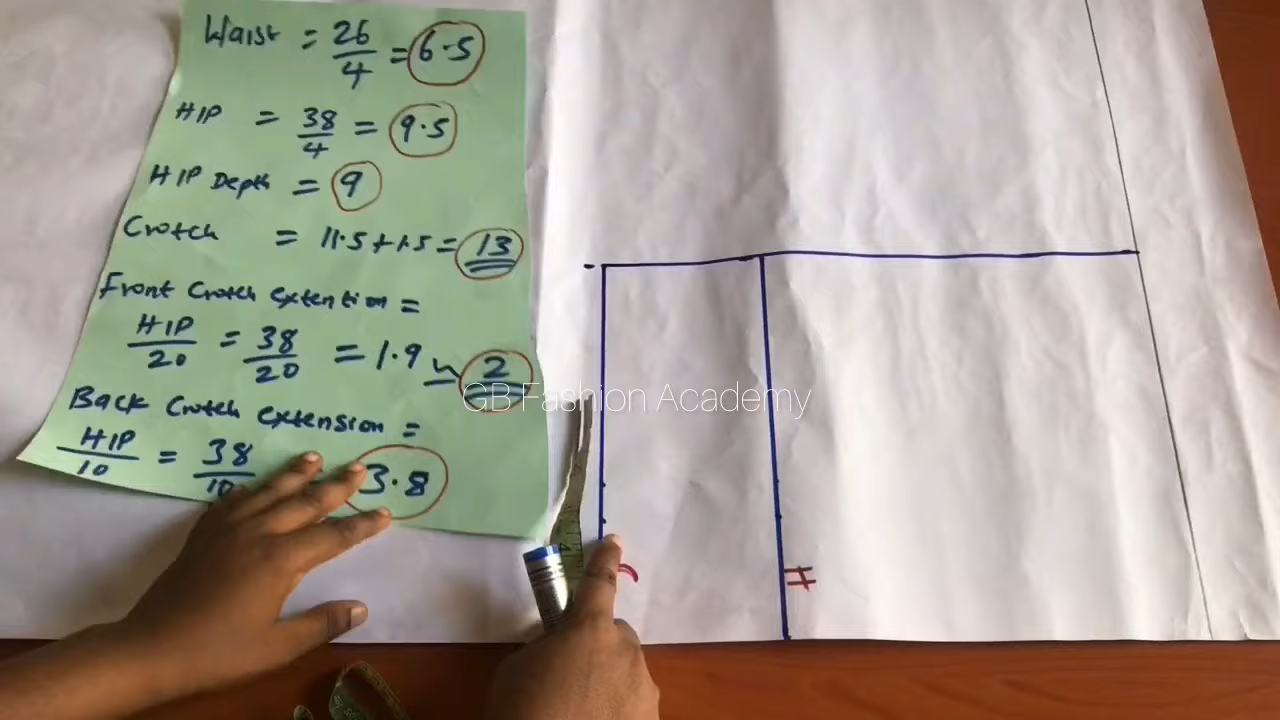 Waist = 26/4 = 6.5
HIP = 38/4 = 9.5
HIP Depth = 9
Crotch = 11.5 + 1.5 = 13
Front Crotch extention =
HIP/20 = 38/20 = 1.9 ~ 2
Back Crotch extension =
HIP/10 = 38/10 3.8
GB Fashion Academy
H